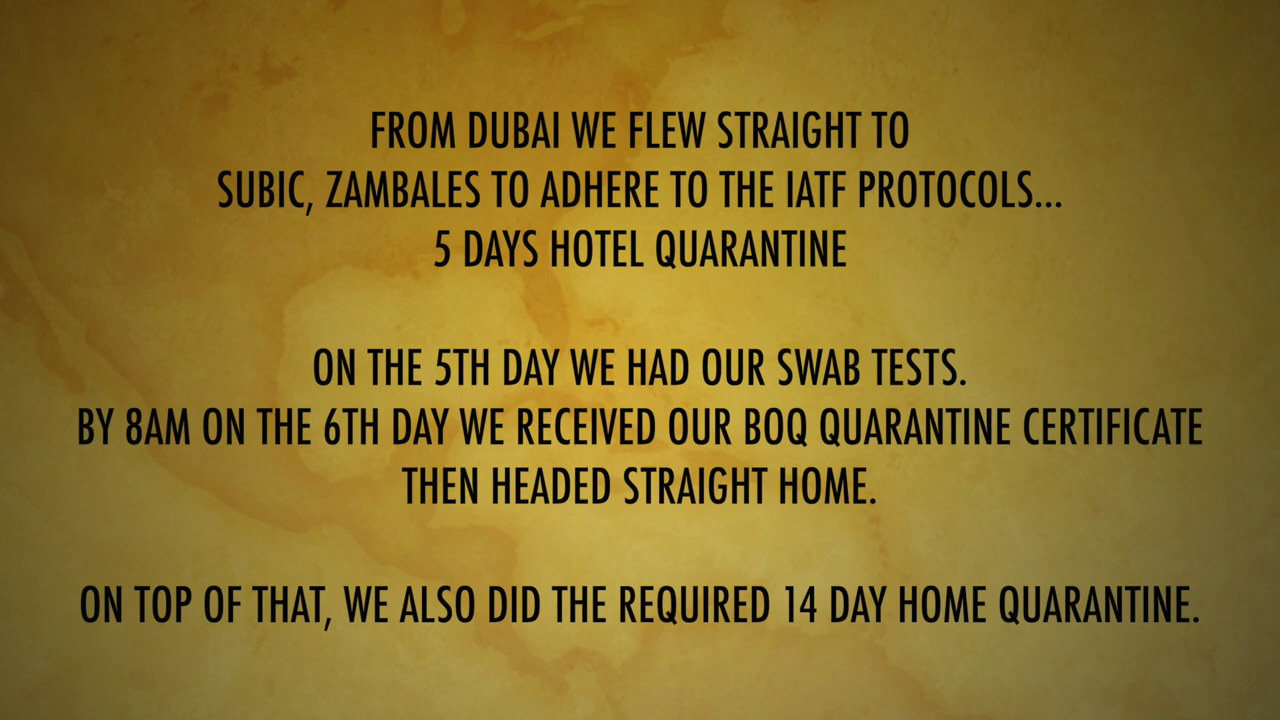 FROM DUBAI WE FLEW STRAIGHT TO
SUBIC, ZAMBALES TO ADHERE TO THE IATF PROTOCOLS...
5 DAYS HOTEL QUARANTINE
ON THE 5TH DAY WE HAD OUR SWAB TESTS.
BY 8AM ON THE 6TH DAY WE RECEIVED OUR BOQ QUARANTINE CERTIFICATE
THEN HEADED STRAIGHT HOME.
ON TOP OF THAT, WE ALSO DID THE REQUIRED 14 DAY HOME QUARANTINE.